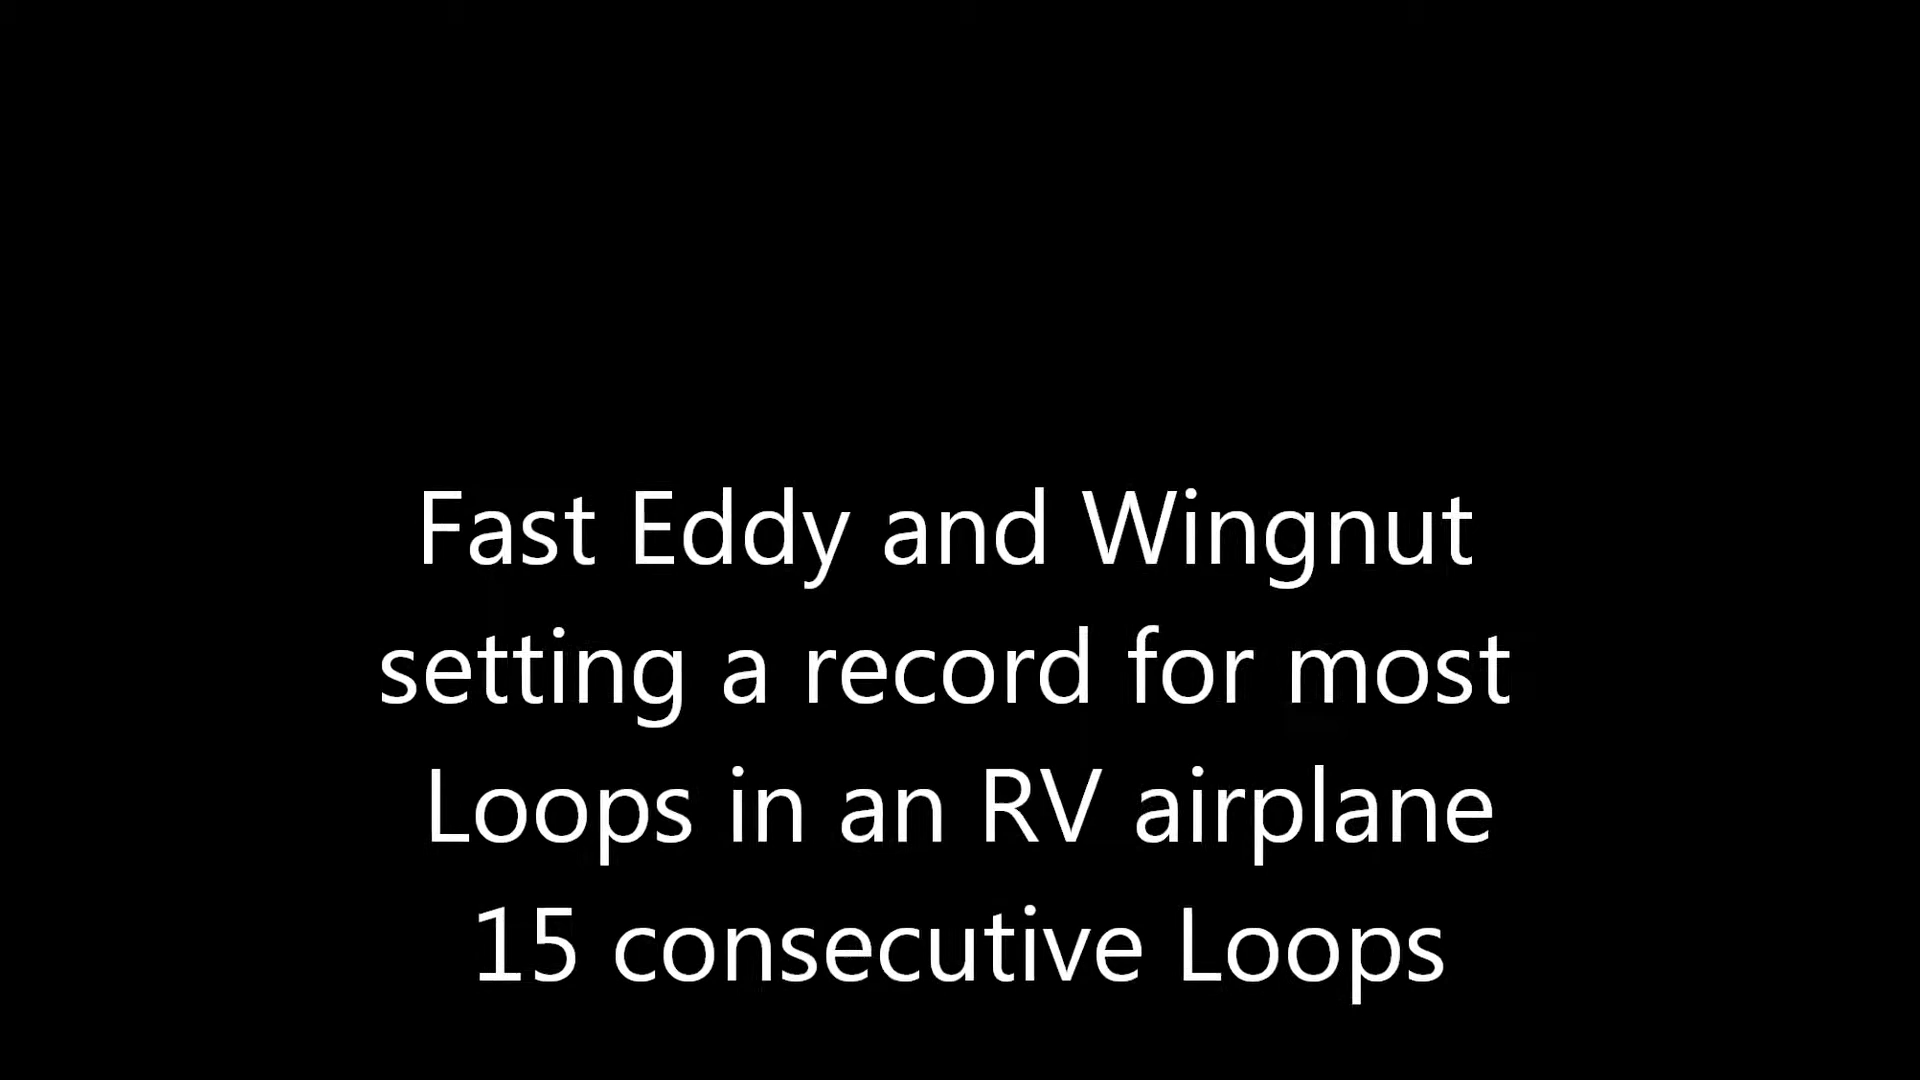 Fast Eddy and Wingnut
setting a record for most
Loops in an RV airplane
15 consecutive Loops